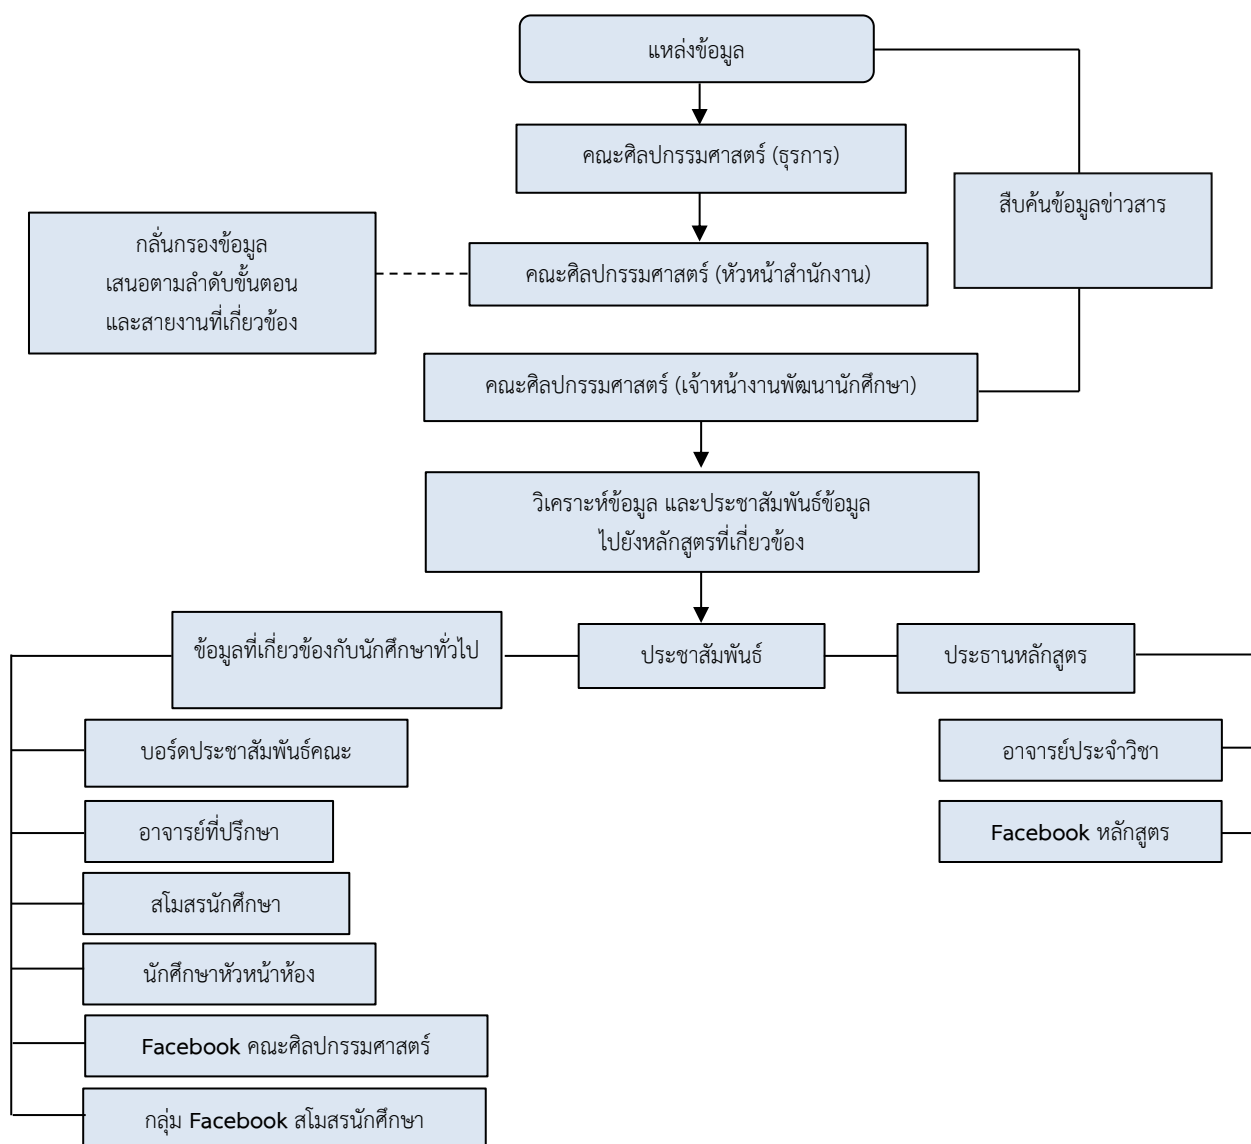 แหล่งข้อมูล
คณะศิลปกรรมศาสตร์ (ธุรการ)
สืบค้นข้อมูลข่าวสาร
กลั่นกรองข้อมูล
เสนอตามลำดับขั้นตอน
และสายงานที่เกี่ยวข้อง
คณะศิลปกรรมศาสตร์ (หัวหน้าสำนักงาน)
คณะศิลปกรรมศาสตร์ (เจ้าหน้างานพัฒนานักศึกษา)
วิเคราะห์ข้อมูล และประชาสัมพันธ์ข้อมูล
ไปยังหลักสูตรที่เกี่ยวข้อง
ข้อมูลที่เกี่ยวข้องกับนักศึกษาทั่วไป
ประชาสัมพันธ์
ประธานหลักสูตร
บอร์ดประชาสัมพันธ์คณะ
อาจารย์ที่ปรึกษา
สโมสรนักศึกษา
นักศึกษาหัวหน้าห้อง
Facebook คณะศิลปกรรมศาสตร์
กลุ่ม Facebook สโมสรนักศึกษา
อาจารย์ประจำวิชา
Facebook หลักสูตร